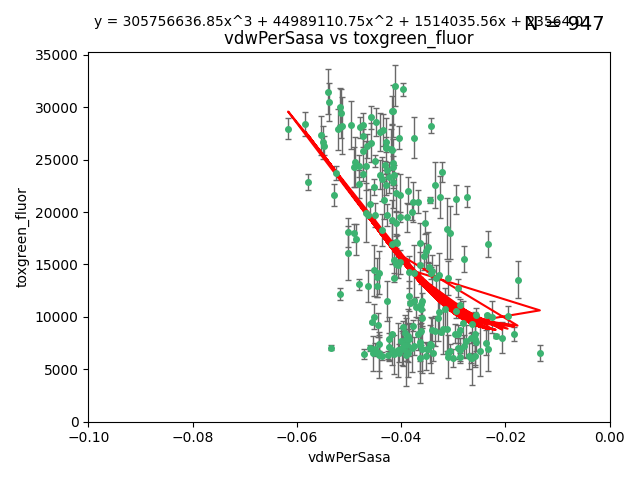 y = 305756636.85x^3 + 44989110.75x^2 + 1514035.56x +
N = 947
vdwPerSasa vs toxgreen_fluor
35000
30000
25000
20000
15000
10000
5000
0
toxgreen_fluor
−0.10 −0.08 −0.06 −0.04 −0.02 0.00
vdwPerSasa